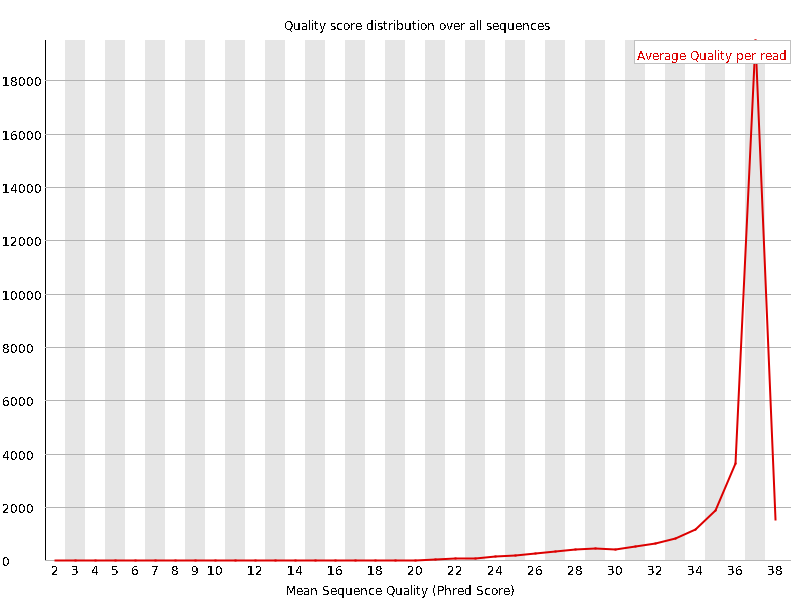 Quality score distribution over all sequences
Average Quality per read
18000
16000
14000
12000
10000
8000
6000
4000
2000
0
2 3 4 5 6 7 8 9 10 12 14 16 18 20 22 24 26 28 30 32 34 36 38
Mean Sequence Quality (Phred Score)